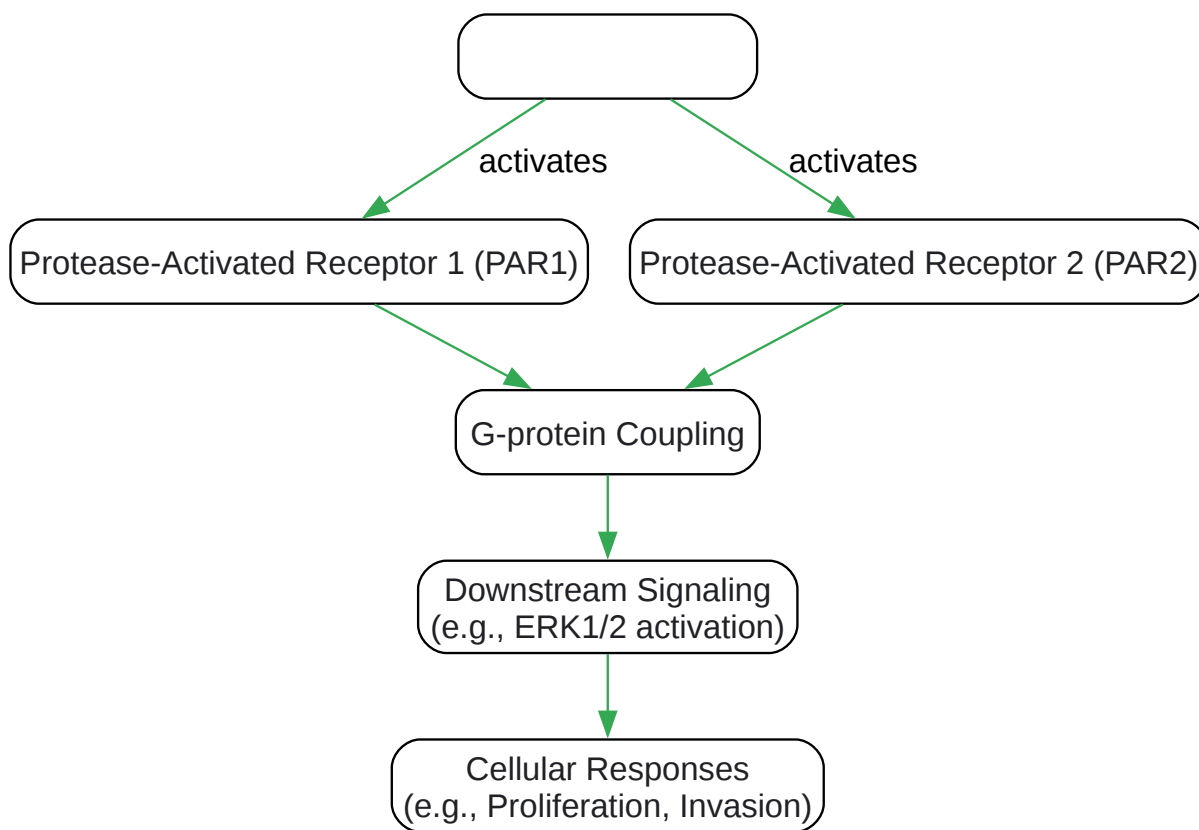 activates
activates
Protease-Activated Receptor 1 (PAR1)
Protease-Activated Receptor 2 (PAR2)
G-protein Coupling
Downstream Signaling
(e.g., ERK1/2 activation)
Cellular Responses
(e.g., Proliferation, Invasion)